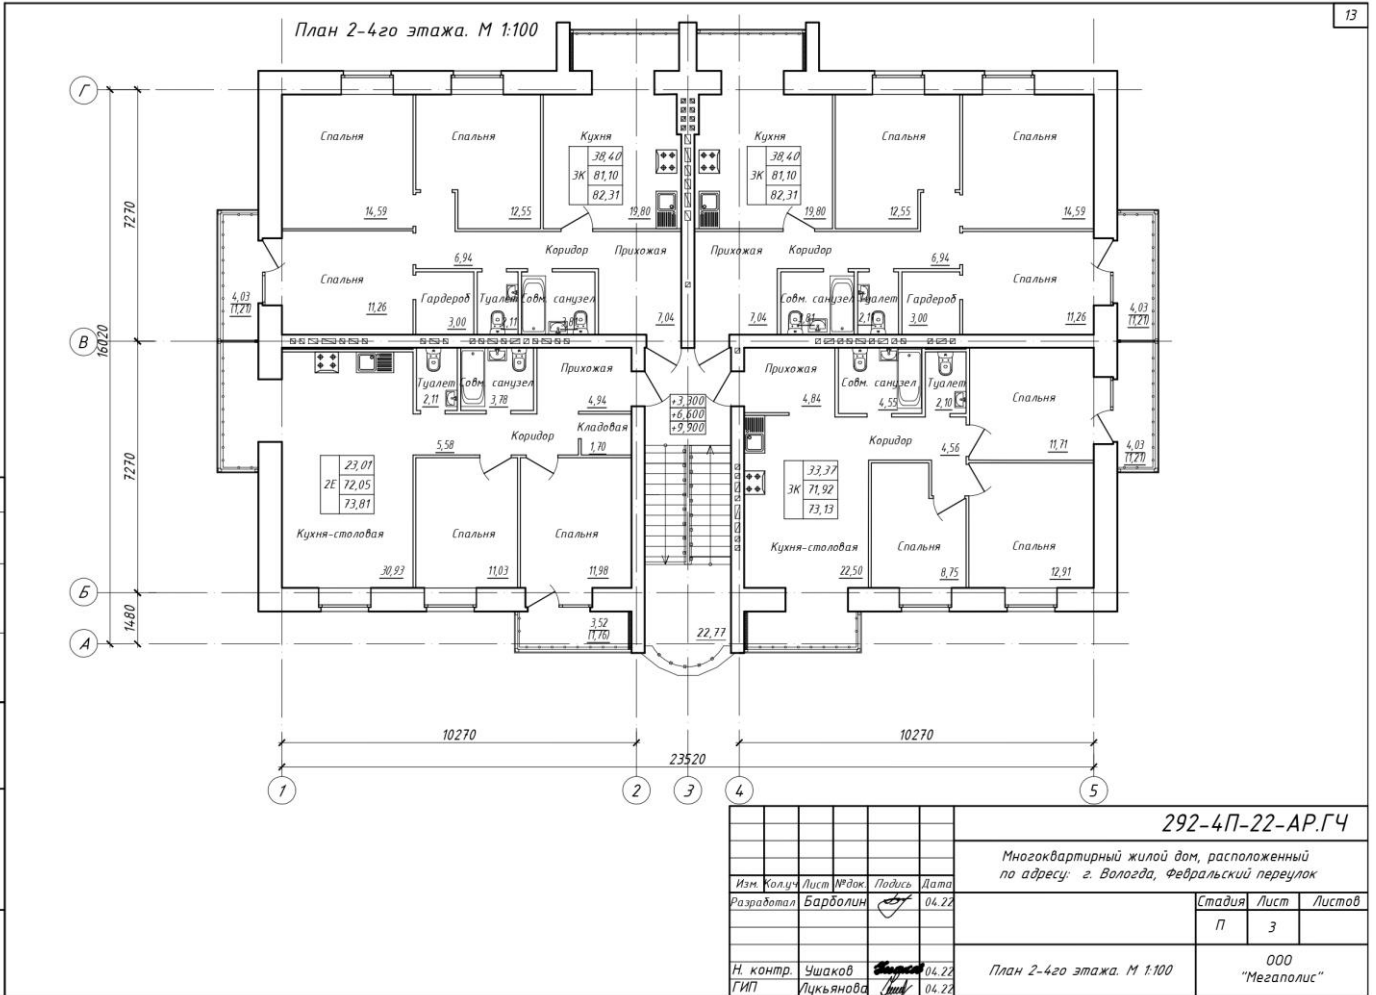 13
План 2-4го этажа. М 1:100
Г
В
Б
А
7270
16020
7270
1480
Спальня
14,59
Спальня
12,55
Кухня
3К
38,40
81,10
82,31
19,80
Кухня
3К
38,40
81,10
82,31
19,80
Спальня
12,55
Спальня
14,59
Спальня
11,26
4,03
(1,21)
6,94
Коридор
Прихожая
7,04
Гардероб
3,00
Туалет
2,11
Совм. санузел
3,81
Прихожая
7,04
Коридор
6,94
Совм. санузел
3,81
Туалет
2,11
Гардероб
3,00
Спальня
11,26
4,03
(1,21)
Туалет
2,11
Совм. санузел
3,78
Прихожая
4,94
Кладовая
1,70
Коридор
5,58
2Е
23,01
72,05
73,81
Кухня-столовая
30,93
Спальня
11,03
Спальня
11,98
3,52
(1,76)
+3,300
+6,600
+9,900
22,77
Прихожая
4,84
Совм. санузел
4,55
Туалет
2,10
Спальня
11,71
4,03
(1,21)
Коридор
4,56
3К
33,37
71,92
73,13
Кухня-столовая
22,50
Спальня
8,75
Спальня
12,91
10270
10270
23520
1
2
3
4
5
292-4П-22-АР.ГЧ
Многоквартирный жилой дом, расположенный
по адресу: г. Вологда, Февральский переулок
Изм. Кол.уч Лист №док. Подись Дата
Разработал Барболин 04.22
Стадия Лист Листов
П 3
Н. контр. Ушаков 04.22
ГИП Лукьянова 04.22
План 2-4го этажа. М 1:100
ООО
"Мегаполис"